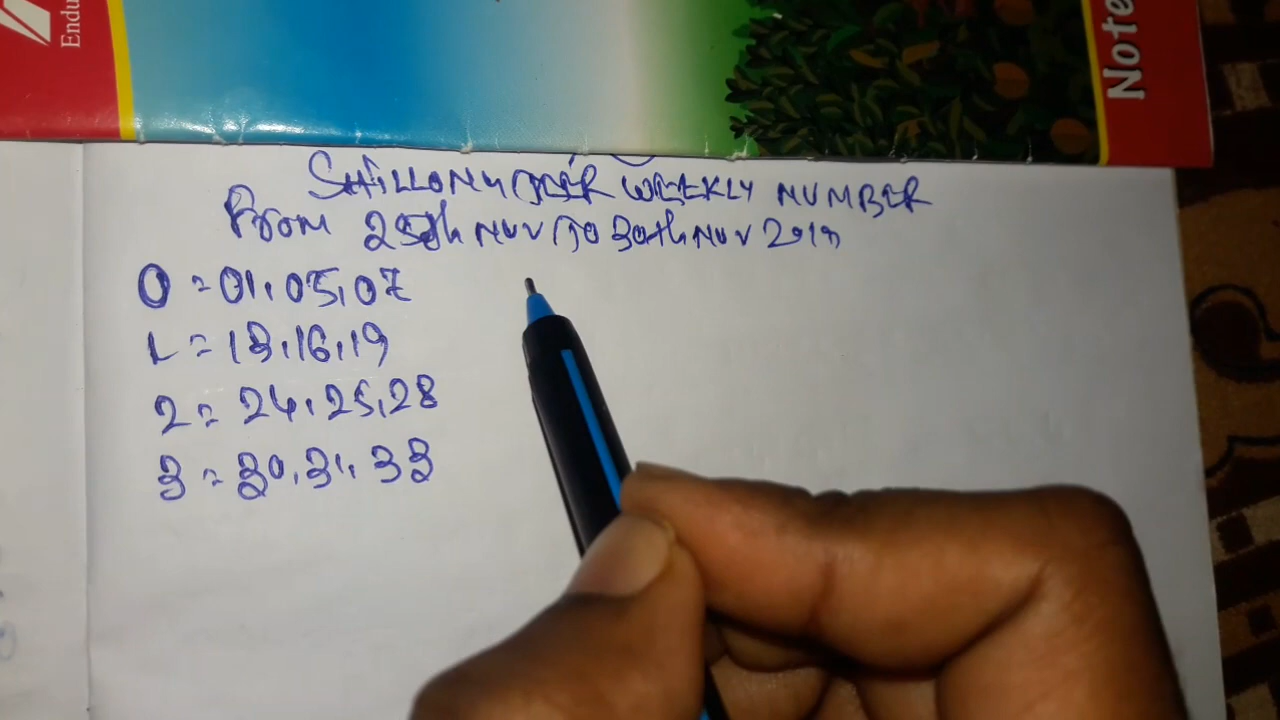 Endu
Note
SHILLONG TEER WEEKLY NUMBER
From 25th NOV TO 30th NOV 2019
0 = 01, 05, 07
1 = 13, 16, 19
2 = 24, 25, 28
3 = 30, 31, 33